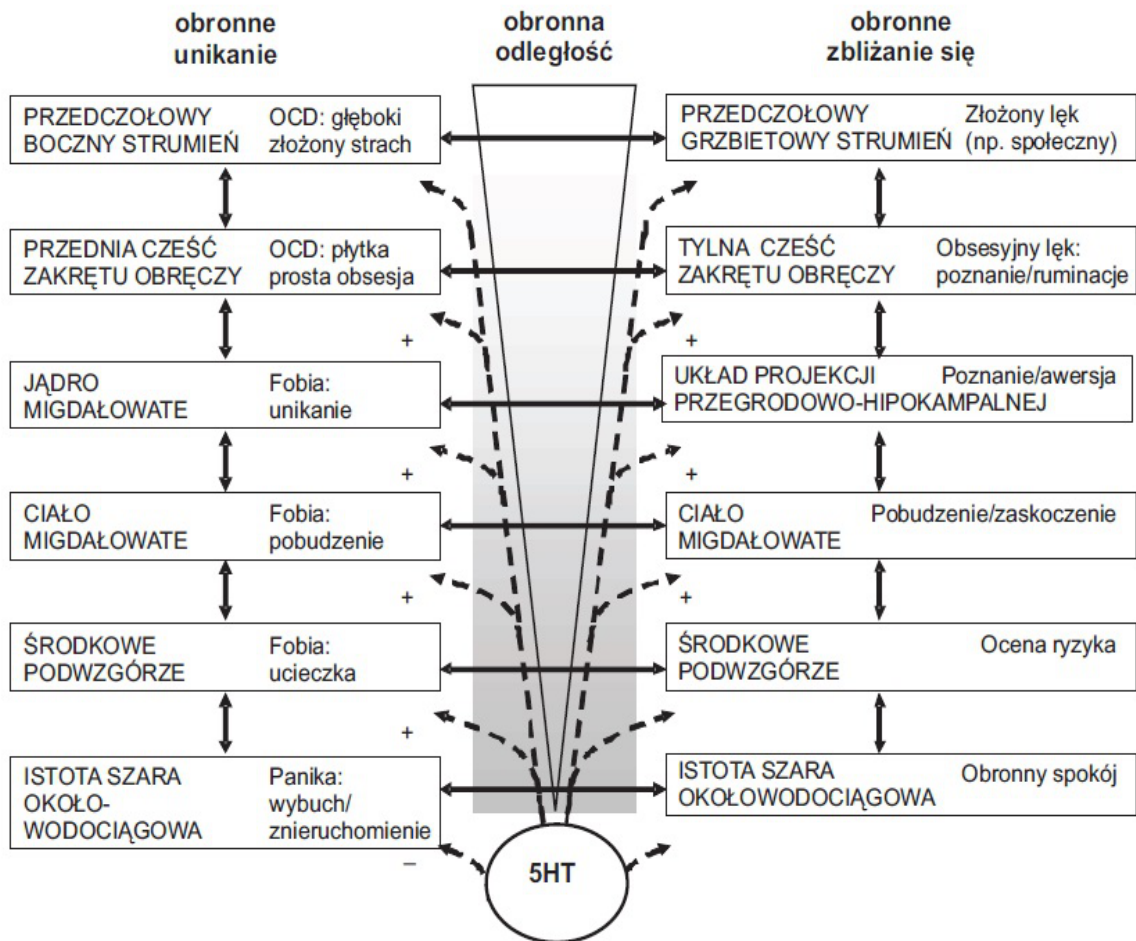 obronne
unikanie
obronna
odległość
obronne
zbliżanie się
PRZEDCZOŁOWY
BOCZNY STRUMIEŃ
OCD: głęboki
złożony strach
PRZEDCZOŁOWY
GRZBIETOWY STRUMIEŃ
Złożony lęk
(np. społeczny)
PRZEDNIA CZEŚĆ
ZAKRĘTU OBRĘCZY
OCD: płytka
prosta obsesja
TYLNA CZEŚĆ
ZAKRĘTU OBRĘCZY
Obsesyjny lęk:
poznanie/ruminacje
+
+
JĄDRO
MIGDAŁOWATE
Fobia:
unikanie
UKŁAD PROJEKCJI
PRZEGRODOWO-HIPOKAMPALNEJ
Poznanie/awersja
+
+
CIAŁO
MIGDAŁOWATE
Fobia:
pobudzenie
CIAŁO
MIGDAŁOWATE
Pobudzenie/zaskoczenie
+
+
ŚRODKOWE
PODWZGÓRZE
Fobia:
ucieczka
ŚRODKOWE
PODWZGÓRZE
Ocena ryzyka
+
ISTOTA SZARA
OKOŁO-
WODOCIĄGOWA
Panika:
wybuch/
znieruchomienie
ISTOTA SZARA
OKOŁOWODOCIĄGOWA
Obronny spokój
–
5HT